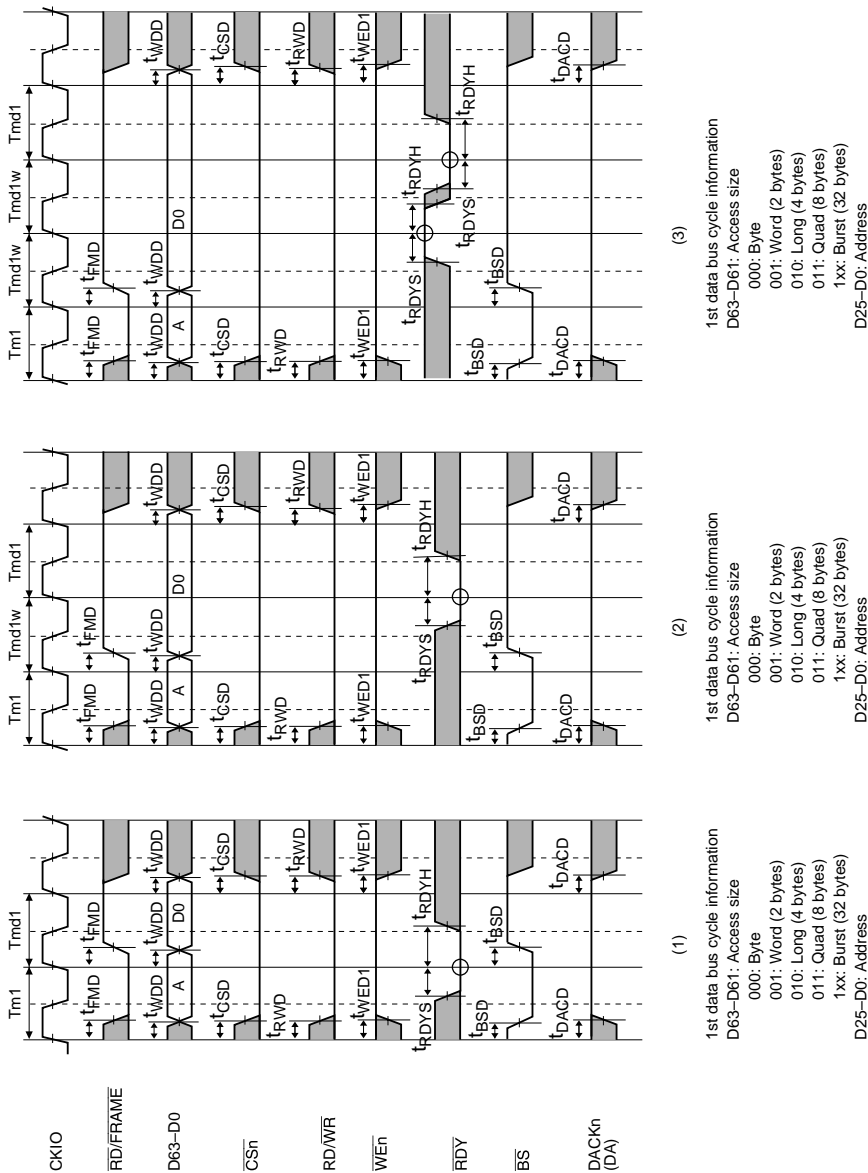 CKIO
RD/FRAME
D63–D0
CSn
RD/WR
WEn
RDY
BS
DACKn
(DA)
Tm1 Tmd1
tFMD tFMD
tWDD tWDD tWDD
A D0
tCSD tCSD
tRWD tRWD
tWED1 tWED1
tRDYS tRDYH
tBSD tBSD
tDACD tDACD
(1)
1st data bus cycle information
D63–D61: Access size
000: Byte
001: Word (2 bytes)
010: Long (4 bytes)
011: Quad (8 bytes)
1xx: Burst (32 bytes)
D25–D0: Address
Tm1 Tmd1w Tmd1
tFMD tFMD
tWDD tWDD tWDD
A D0
tCSD tCSD
tRWD tRWD
tWED1 tWED1
tRDYS tRDYH
tBSD tBSD
tDACD tDACD
(2)
1st data bus cycle information
D63–D61: Access size
000: Byte
001: Word (2 bytes)
010: Long (4 bytes)
011: Quad (8 bytes)
1xx: Burst (32 bytes)
D25–D0: Address
Tm1 Tmd1w Tmd1w Tmd1
tFMD tFMD
tWDD tWDD tWDD
A D0
tCSD tCSD
tRWD tRWD
tWED1 tWED1
tRDYS tRDYH
tRDYS tRDYH
tBSD tBSD
tDACD tDACD
(3)
1st data bus cycle information
D63–D61: Access size
000: Byte
001: Word (2 bytes)
010: Long (4 bytes)
011: Quad (8 bytes)
1xx: Burst (32 bytes)
D25–D0: Address